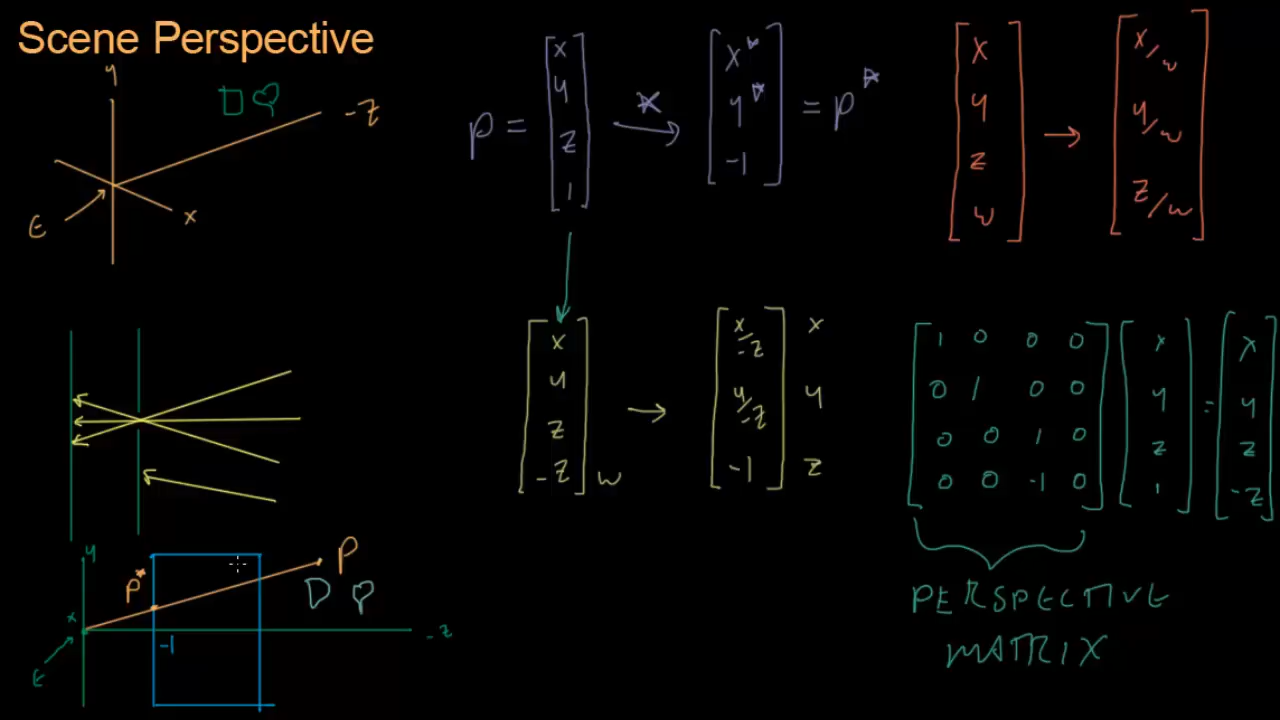 Scene Perspective
y
-z
x
E
p = [x y z 1] → * [x* y* -1] = p*
[x y z w] → [x/w y/w z/w]
[x y z -z] w → [x/-z y/-z -1] x y z
[1 0 0 0
0 1 0 0
0 0 1 0
0 0 -1 0] [x y z 1] = [x y z -z]
PERSPECTIVE
MATRIX
y
P
P*
x
-1
-z
E